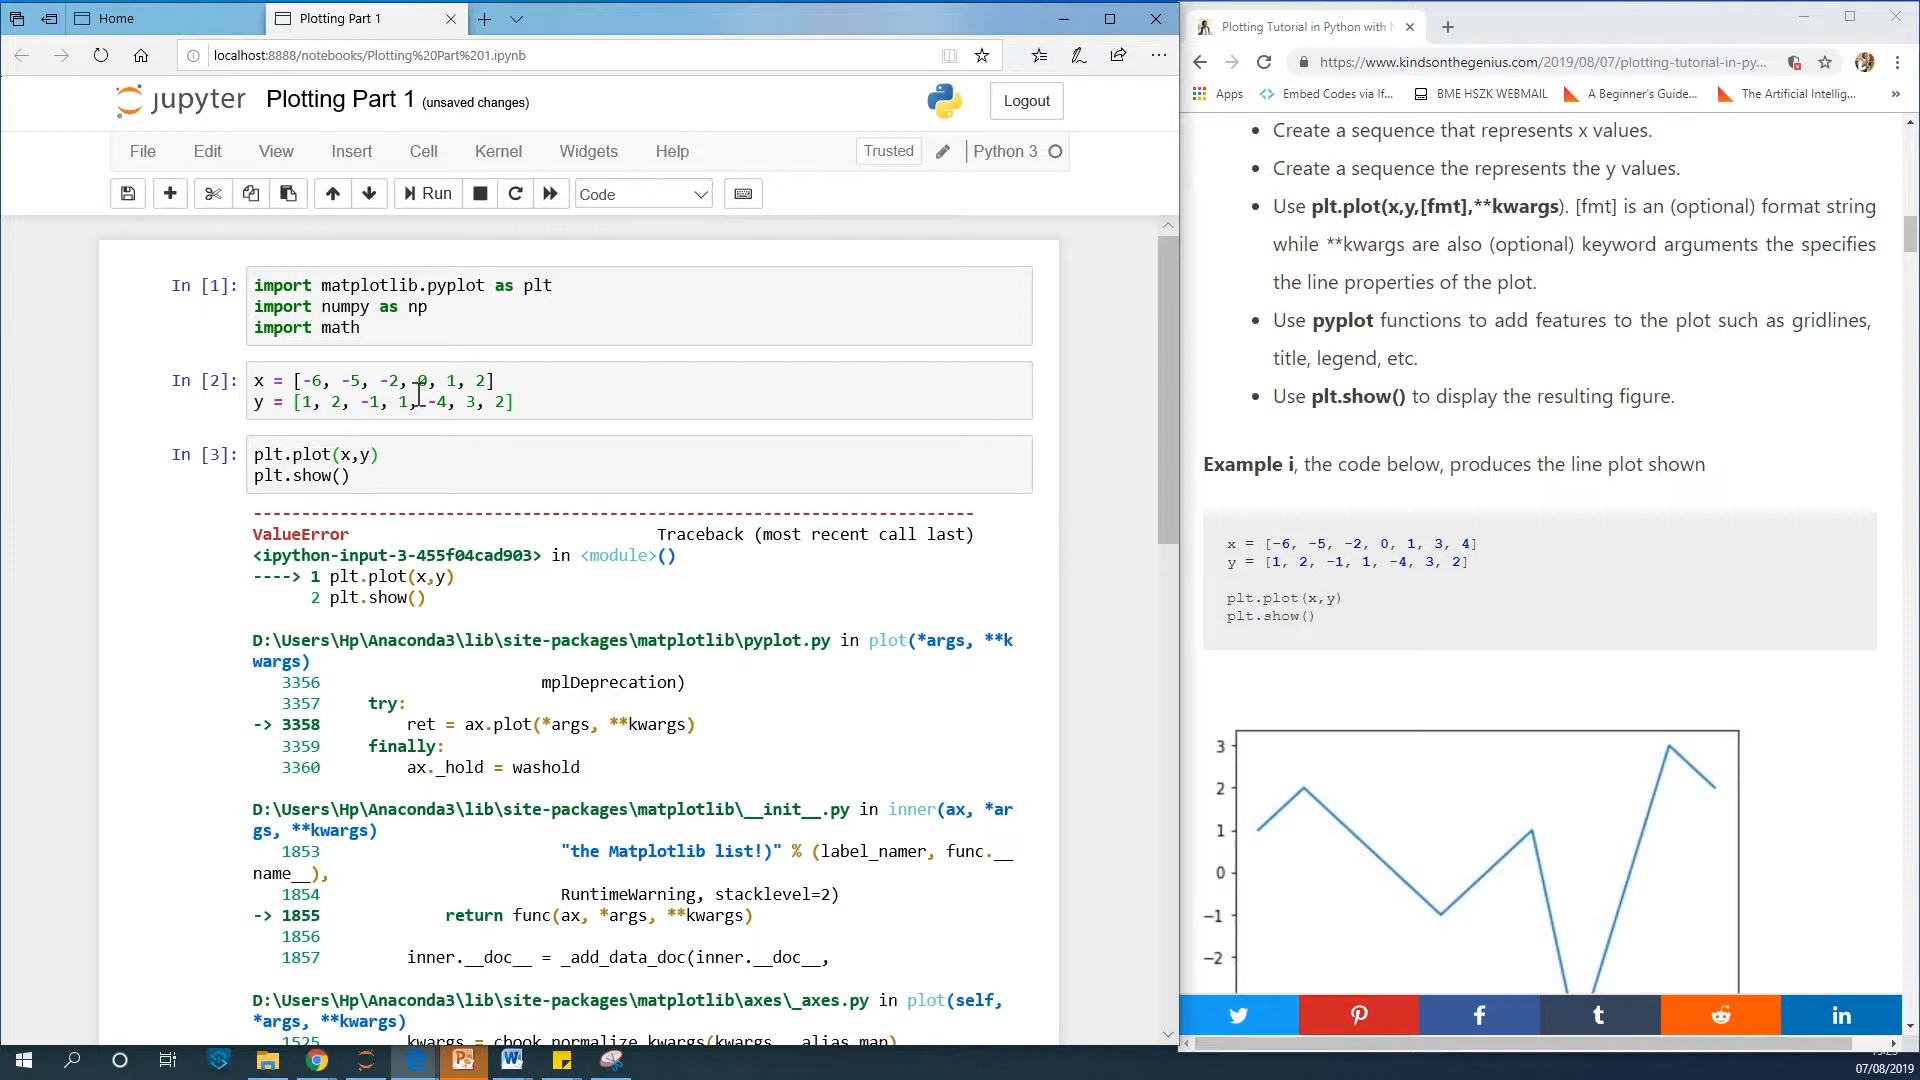 Home
Plotting Part 1
localhost:8888/notebooks/Plotting%20Part%201.ipynb
jupyter Plotting Part 1 (unsaved changes)
Logout
File Edit View Insert Cell Kernel Widgets Help
Trusted
Python 3
Run
Code
In [1]: import matplotlib.pyplot as plt
import numpy as np
import math
In [2]: x = [-6, -5, -2, 0, 1, 2]
y = [1, 2, -1, 1, -4, 3, 2]
In [3]: plt.plot(x,y)
plt.show()
---------------------------------------------------------------------------
ValueError Traceback (most recent call last)
<ipython-input-3-455f04cad903> in <module>()
----> 1 plt.plot(x,y)
2 plt.show()
D:\Users\Hp\Anaconda3\lib\site-packages\matplotlib\pyplot.py in plot(*args, **k
wargs)
3356 mplDeprecation)
3357 try:
-> 3358 ret = ax.plot(*args, **kwargs)
3359 finally:
3360 ax._hold = washold
D:\Users\Hp\Anaconda3\lib\site-packages\matplotlib\__init__.py in inner(ax, *ar
gs, **kwargs)
1853 "the Matplotlib list!)" % (label_namer, func.__
name__),
1854 RuntimeWarning, stacklevel=2)
-> 1855 return func(ax, *args, **kwargs)
1856
1857 inner.__doc__ = _add_data_doc(inner.__doc__,
D:\Users\Hp\Anaconda3\lib\site-packages\matplotlib\axes\_axes.py in plot(self,
*args, **kwargs)
Plotting Tutorial in Python with
https://www.kindsonthegenius.com/2019/08/07/plotting-tutorial-in-py...
Apps
Embed Codes via If...
BME HSZK WEBMAIL
A Beginner's Guide...
The Artificial Intellig...
Create a sequence that represents x values.
Create a sequence the represents the y values.
Use plt.plot(x,y,[fmt],**kwargs). [fmt] is an (optional) format string
while **kwargs are also (optional) keyword arguments the specifies
the line properties of the plot.
Use pyplot functions to add features to the plot such as gridlines,
title, legend, etc.
Use plt.show() to display the resulting figure.
Example i, the code below, produces the line plot shown
x = [-6, -5, -2, 0, 1, 3, 4]
y = [1, 2, -1, 1, -4, 3, 2]
plt.plot(x,y)
plt.show()
3
2
1
0
−1
−2
07/08/2019